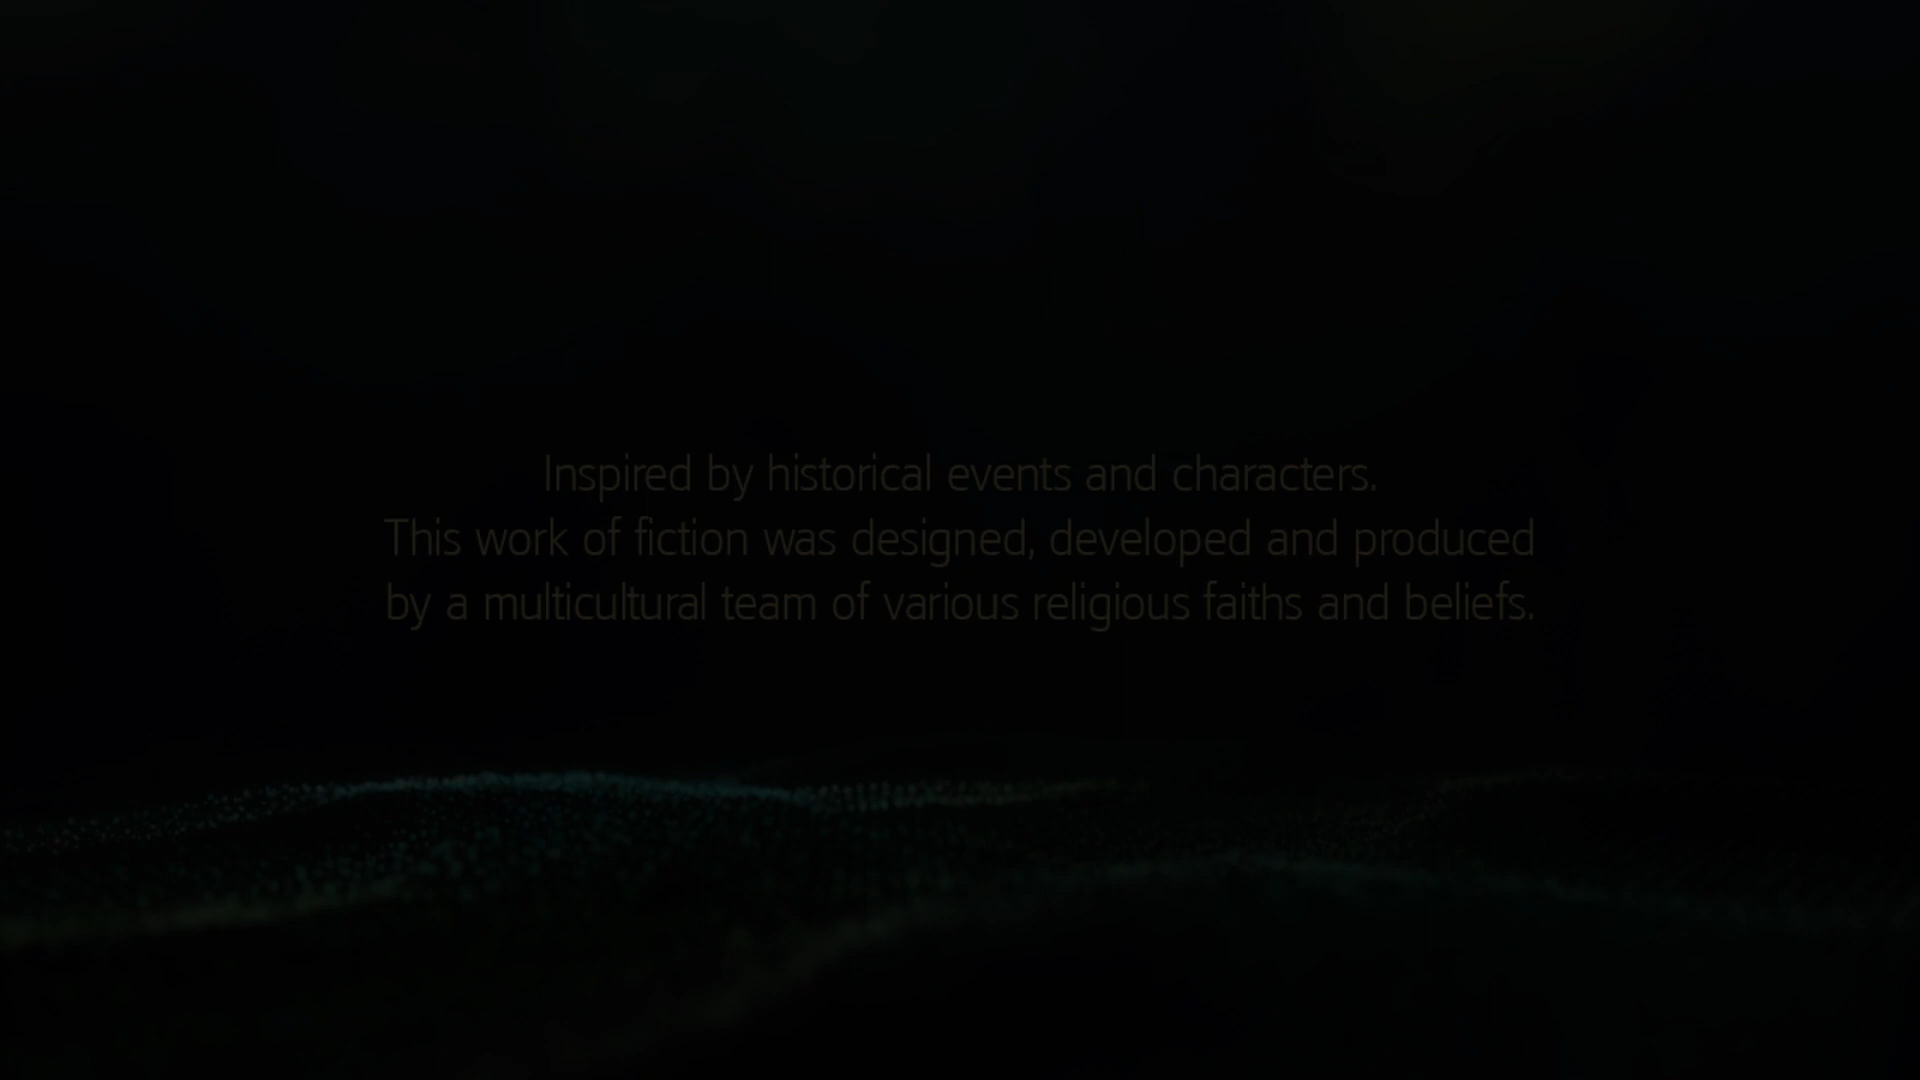 Inspired by historical events and characters.
This work of fiction was designed, developed and produced
by a multicultural team of various religious faiths and beliefs.